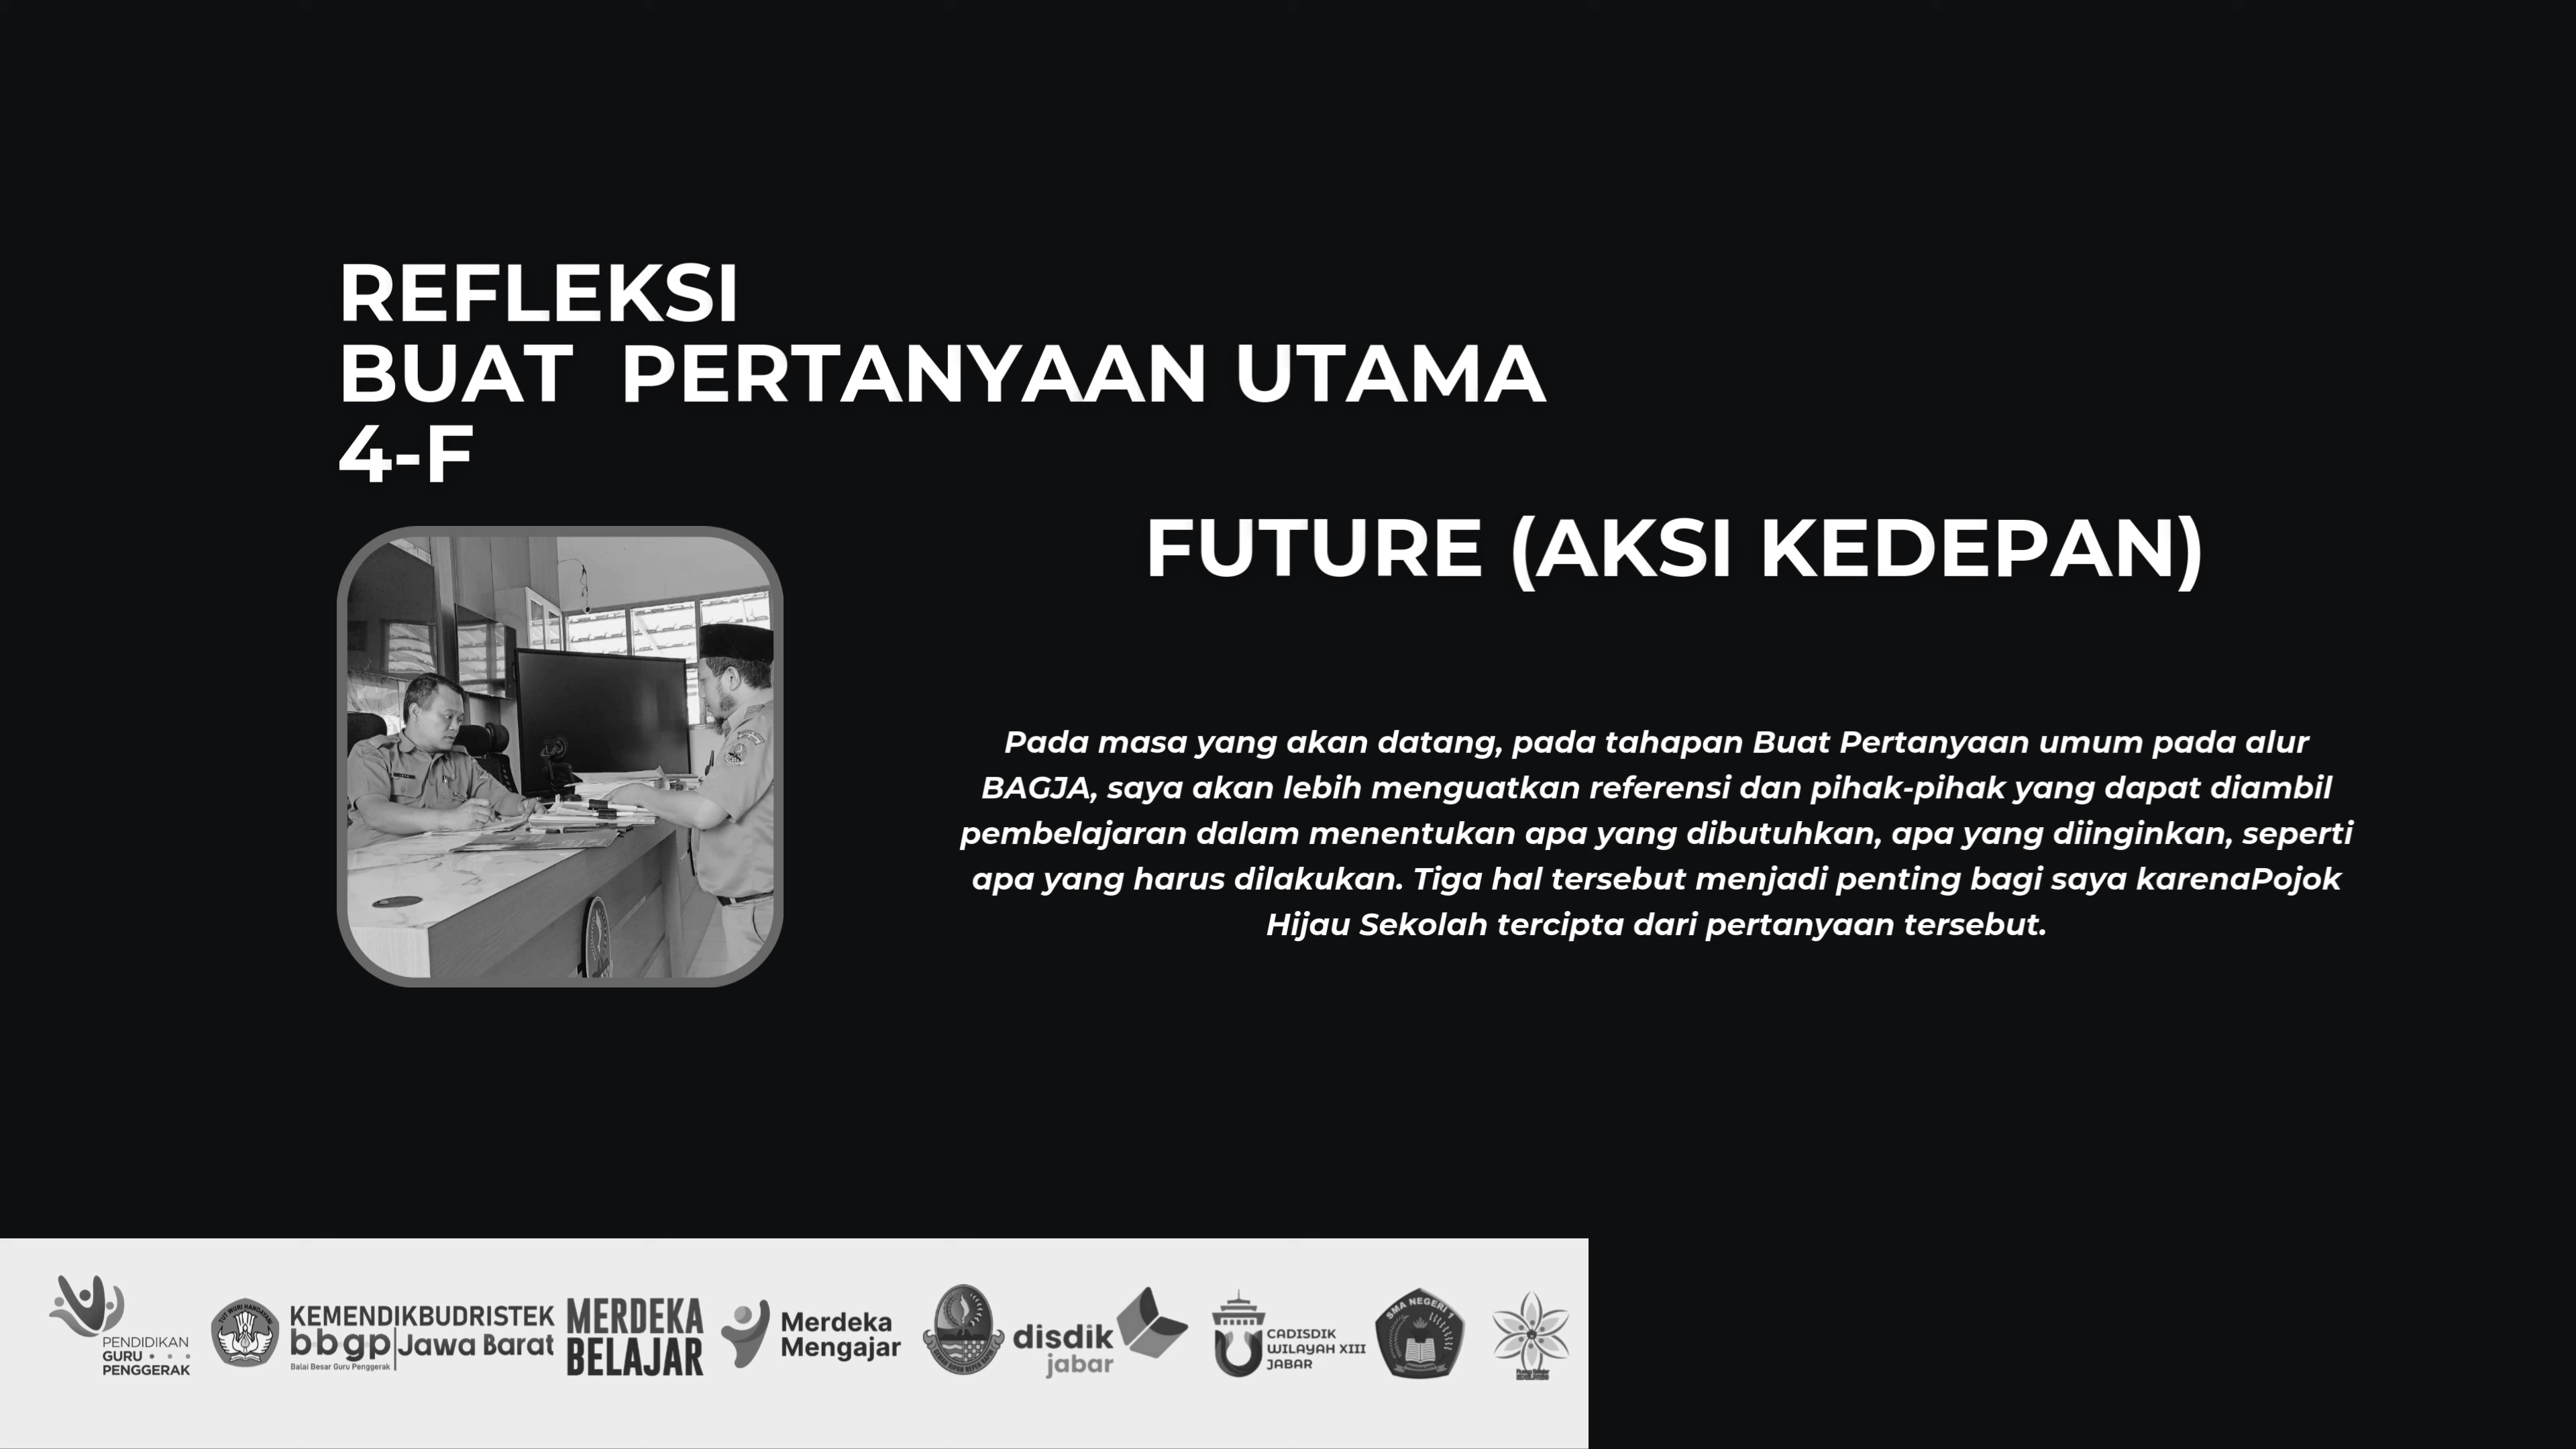 REFLEKSI
BUAT  PERTANYAAN UTAMA
4-F
FUTURE (AKSI KEDEPAN)
Pada masa yang akan datang, pada tahapan Buat Pertanyaan umum pada alur
BAGJA, saya akan lebih menguatkan referensi dan pihak-pihak yang dapat diambil
pembelajaran dalam menentukan apa yang dibutuhkan, apa yang diinginkan, seperti
apa yang harus dilakukan. Tiga hal tersebut menjadi penting bagi saya karenaPojok
Hijau Sekolah tercipta dari pertanyaan tersebut.
PENDIDIKAN
GURU
PENGGERAK
TUT WURI HANDAYANI
KEMENDIKBUDRISTEK
bbgp|Jawa Barat
Balai Besar Guru Penggerak
MERDEKA
BELAJAR
Merdeka
Mengajar
disdik
jabar
CADISDIK
WILAYAH XIII
JABAR
SMA NEGERI 1